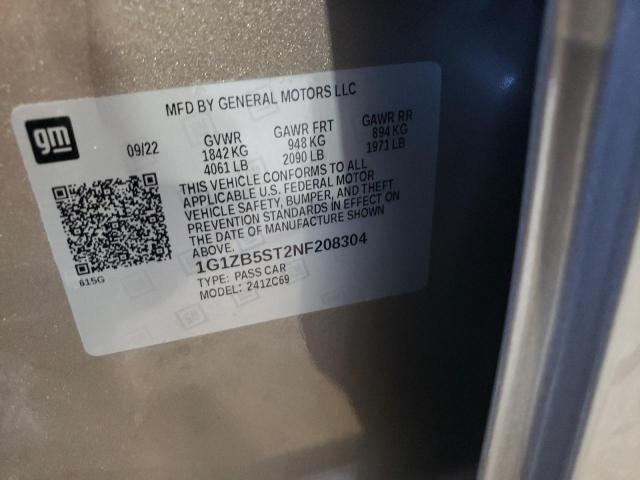 MFD BY GENERAL MOTORS LLC
gm
09/22
GVWR GAWR FRT GAWR RR
1842 KG 948 KG 894 KG
4061 LB 2090 LB 1971 LB
THIS VEHICLE CONFORMS TO ALL
APPLICABLE U.S. FEDERAL MOTOR
VEHICLE SAFETY, BUMPER, AND THEFT
PREVENTION STANDARDS IN EFFECT ON
THE DATE OF MANUFACTURE SHOWN
ABOVE.
1G1ZB5ST2NF208304
TYPE: PASS CAR
MODEL: 241ZC69
615G